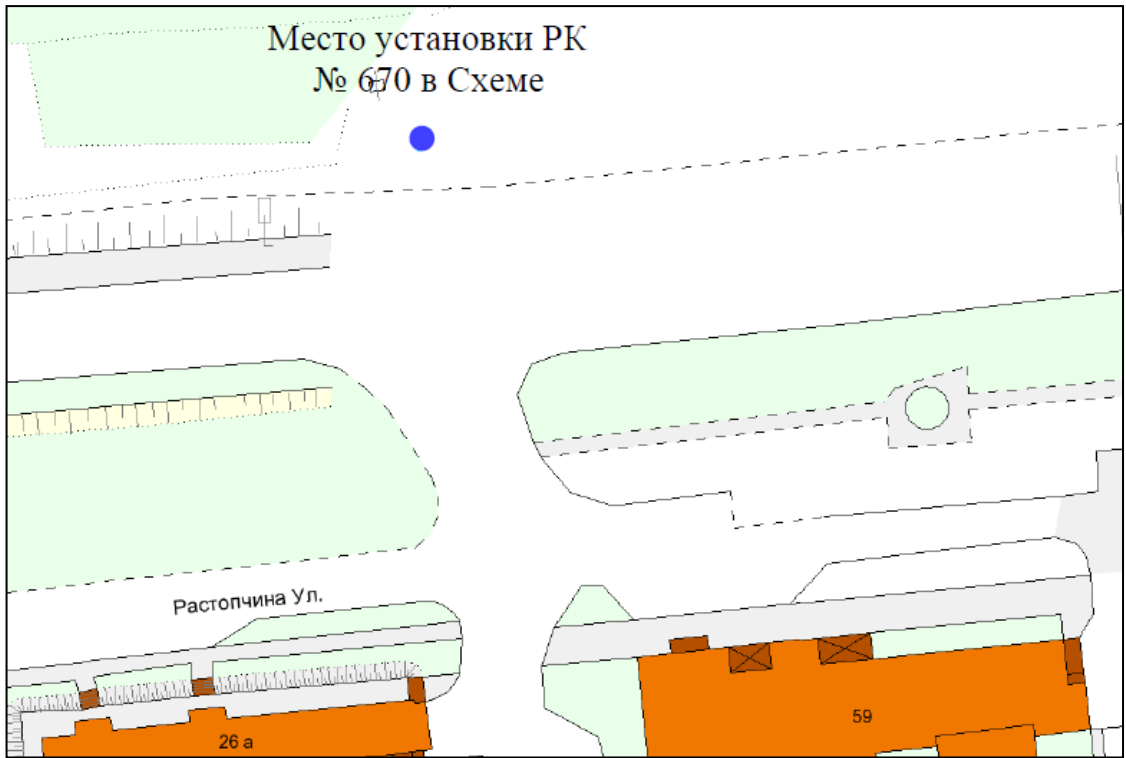 Место установки РК
№ 670 в Схеме
Растопчина Ул.
59
26 а